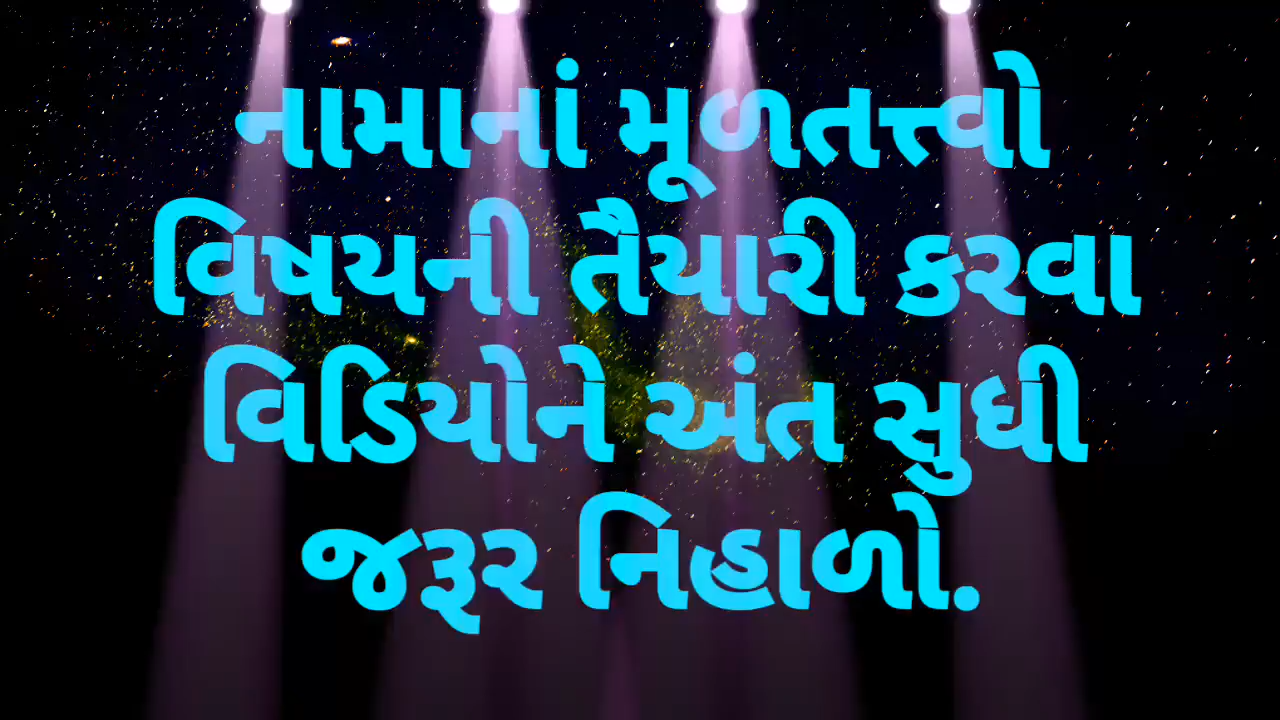 નામાનાં મૂળતત્ત્વો
વિષયની તૈયારી કરવા
વિડિયોને અંત સુધી
જરૂર નિહાળો.